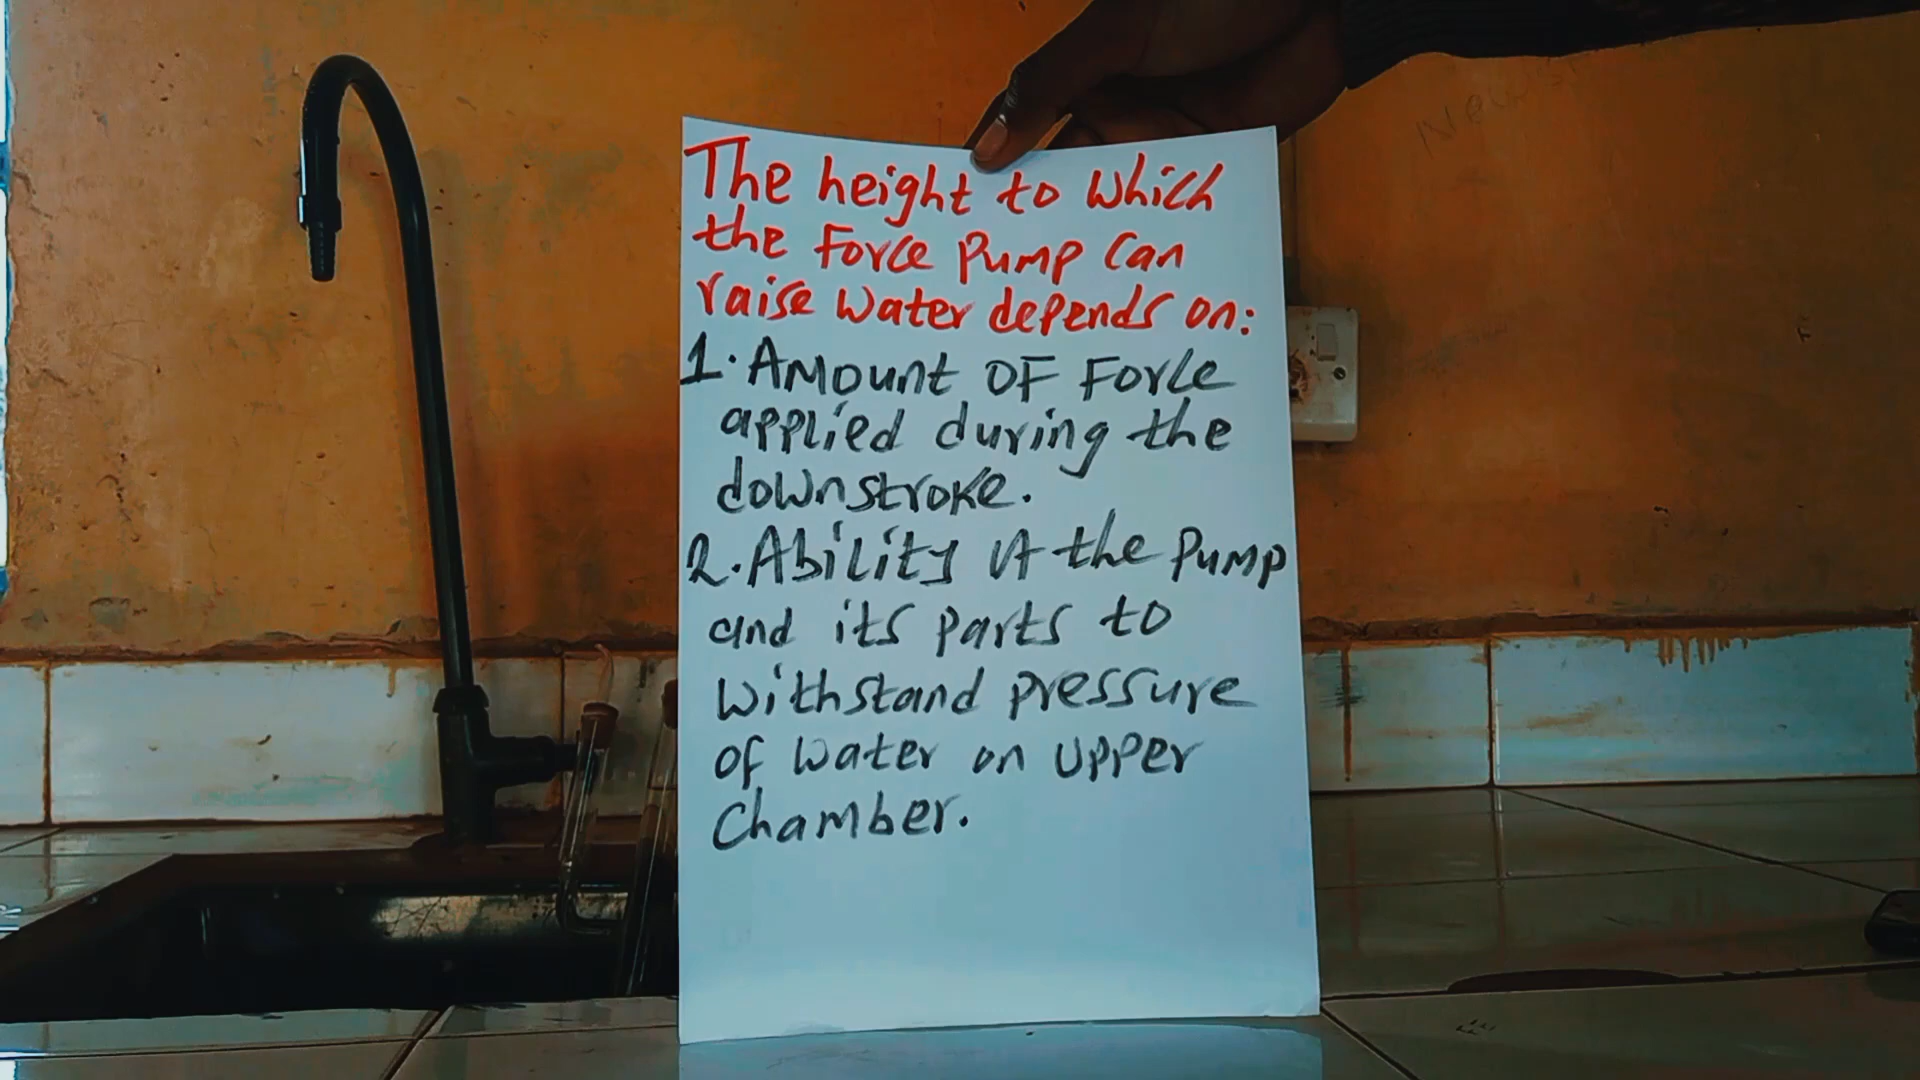 The height to which
the Force Pump Can
raise water depends on:
1. Amount OF Force
applied during the
downstroke.
2. Ability of the Pump
and its parts to
withstand pressure
of water on upper
Chamber.